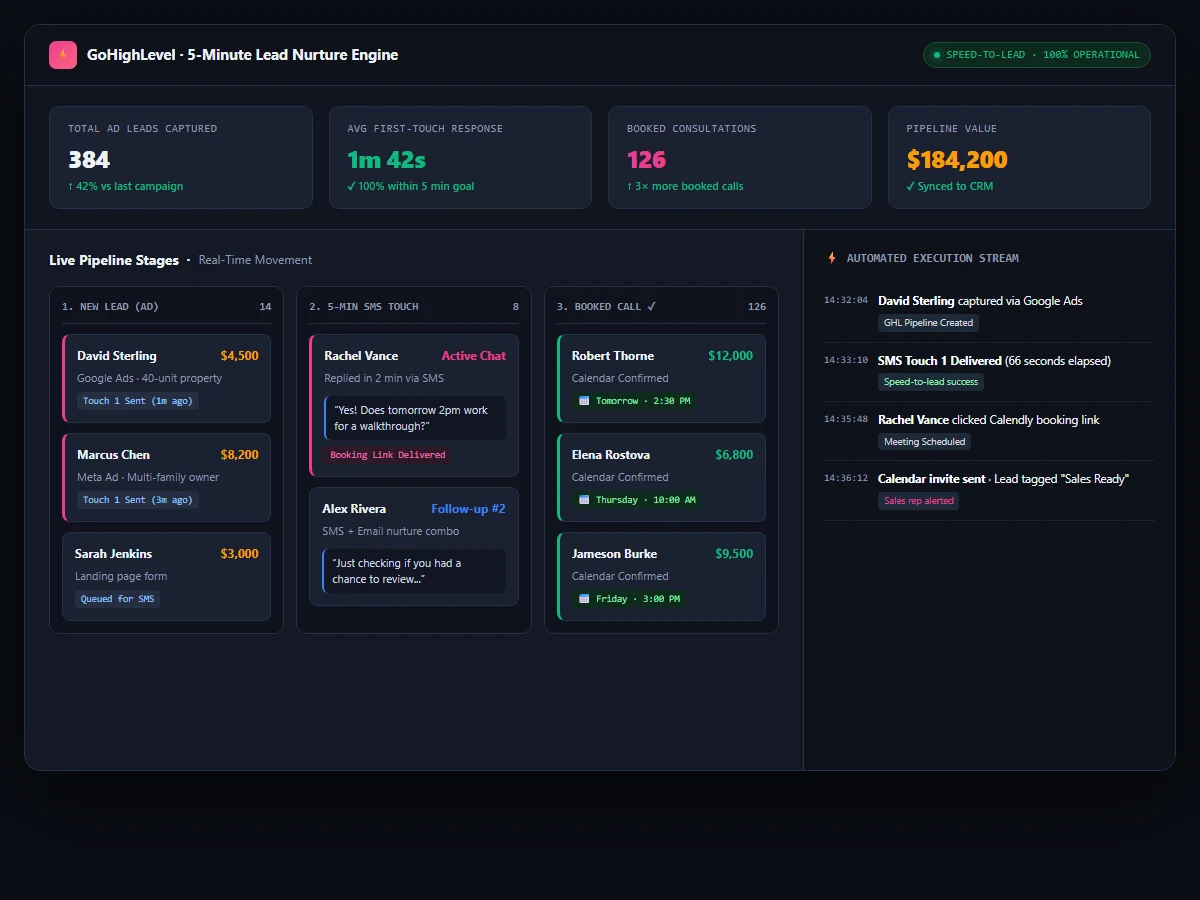 GoHighLevel · 5-Minute Lead Nurture Engine
SPEED-TO-LEAD · 100% OPERATIONAL
TOTAL AD LEADS CAPTURED
384
↑ 42% vs last campaign
AVG FIRST-TOUCH RESPONSE
1m 42s
✓ 100% within 5 min goal
BOOKED CONSULTATIONS
126
↑ 3× more booked calls
PIPELINE VALUE
$184,200
✓ Synced to CRM
Live Pipeline Stages · Real-Time Movement
1. NEW LEAD (AD) 14
David Sterling $4,500
Google Ads · 40-unit property
Touch 1 Sent (1m ago)
Marcus Chen $8,200
Meta Ad · Multi-family owner
Touch 1 Sent (3m ago)
Sarah Jenkins $3,000
Landing page form
Queued for SMS
2. 5-MIN SMS TOUCH 8
Rachel Vance Active Chat
Replied in 2 min via SMS
"Yes! Does tomorrow 2pm work
for a walkthrough?"
Booking Link Delivered
Alex Rivera Follow-up #2
SMS + Email nurture combo
"Just checking if you had a
chance to review…"
3. BOOKED CALL ✓ 126
Robert Thorne $12,000
Calendar Confirmed
Tomorrow · 2:30 PM
Elena Rostova $6,800
Calendar Confirmed
Thursday · 10:00 AM
Jameson Burke $9,500
Calendar Confirmed
Friday · 3:00 PM
AUTOMATED EXECUTION STREAM
14:32:04 David Sterling captured via Google Ads
GHL Pipeline Created
14:33:10 SMS Touch 1 Delivered (66 seconds elapsed)
Speed-to-lead success
14:35:48 Rachel Vance clicked Calendly booking link
Meeting Scheduled
14:36:12 Calendar invite sent · Lead tagged "Sales Ready"
Sales rep alerted